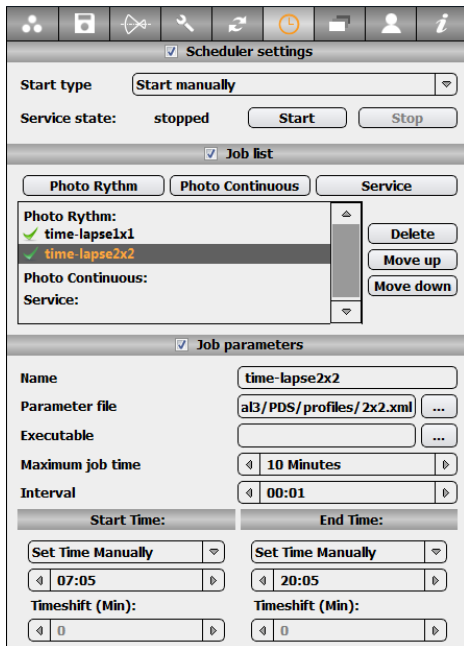 Scheduler settings
Start type Start manually
Service state: stopped Start Stop
Job list
Photo Rythm Photo Continuous Service
Photo Rythm:
time-lapse1x1
time-lapse2x2
Photo Continuous:
Service:
Delete
Move up
Move down
Job parameters
Name time-lapse2x2
Parameter file al3/PDS/profiles/2x2.xml ...
Executable ...
Maximum job time 10 Minutes
Interval 00:01
Start Time: End Time:
Set Time Manually Set Time Manually
07:05 20:05
Timeshift (Min): Timeshift (Min):
0 0